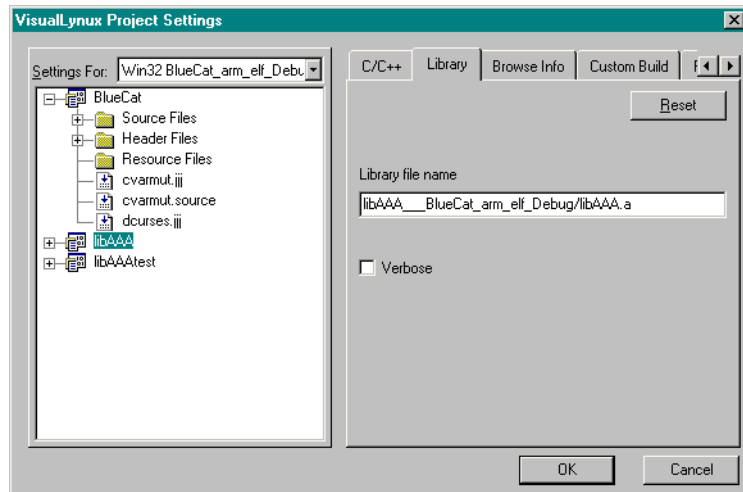 VisualLynux Project Settings
Settings For: Win32 BlueCat_arm_elf_Debu
BlueCat
Source Files
Header Files
Resource Files
cvarmut.jjj
cvarmut.source
dcurses.jjj
libAAA
libAAAtest
C/C++ Library Browse Info Custom Build
Reset
Library file name
libAAA___BlueCat_arm_elf_Debug/libAAA.a
Verbose
OK Cancel